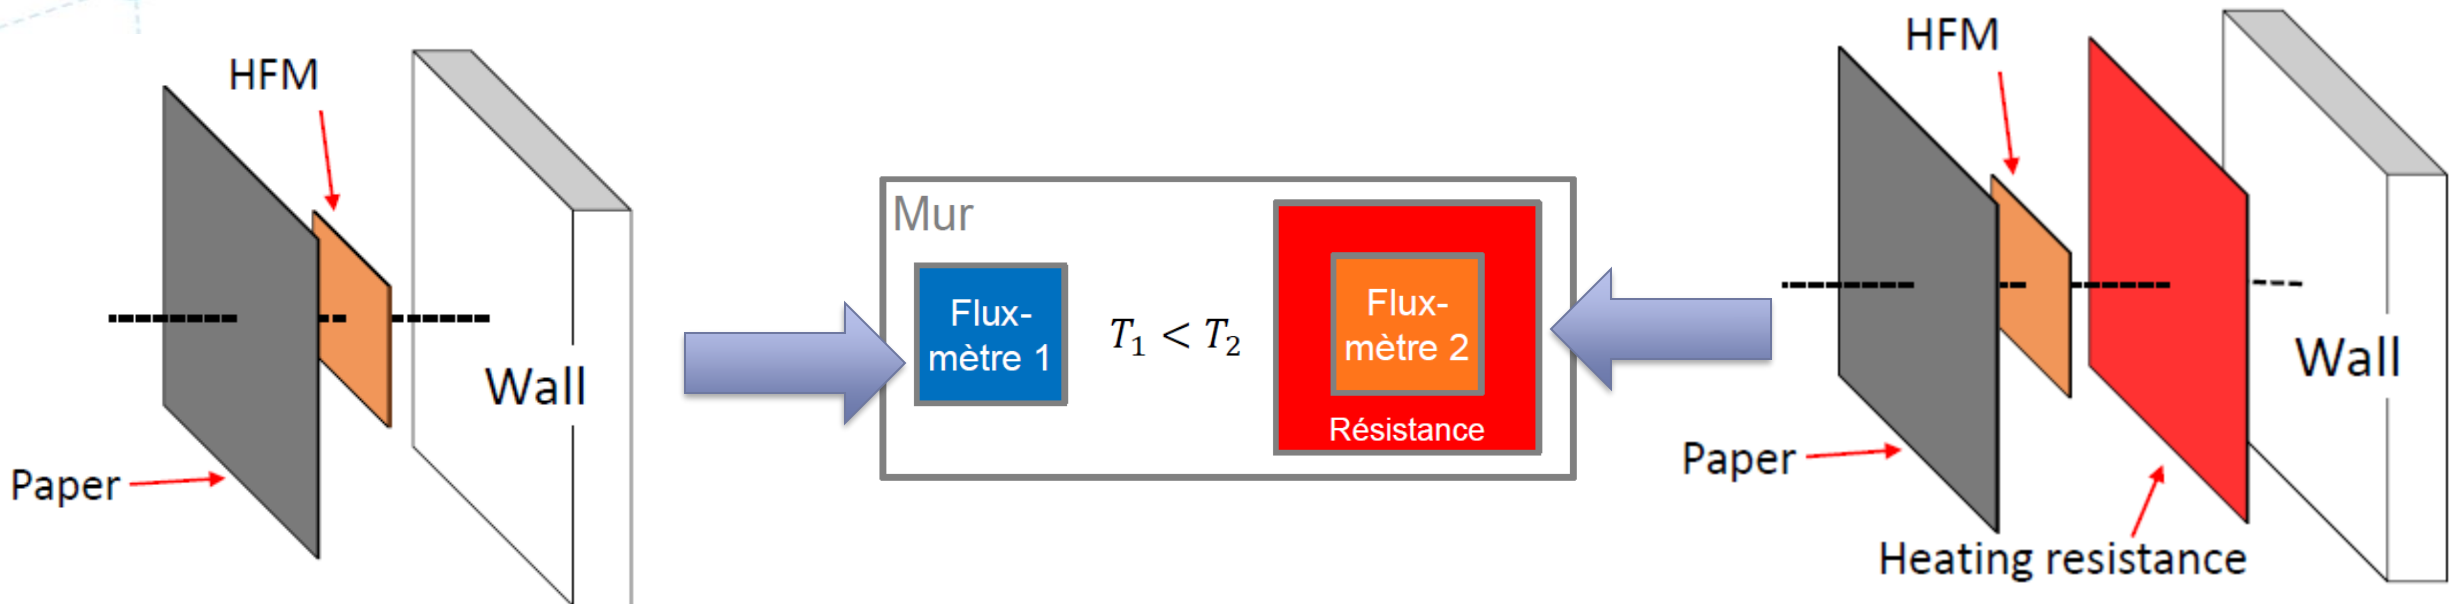 HFM
Paper
Wall
Mur
Flux-
mètre 1
T₁ < T₂
Flux-
mètre 2
Résistance
HFM
Paper
Wall
Heating resistance